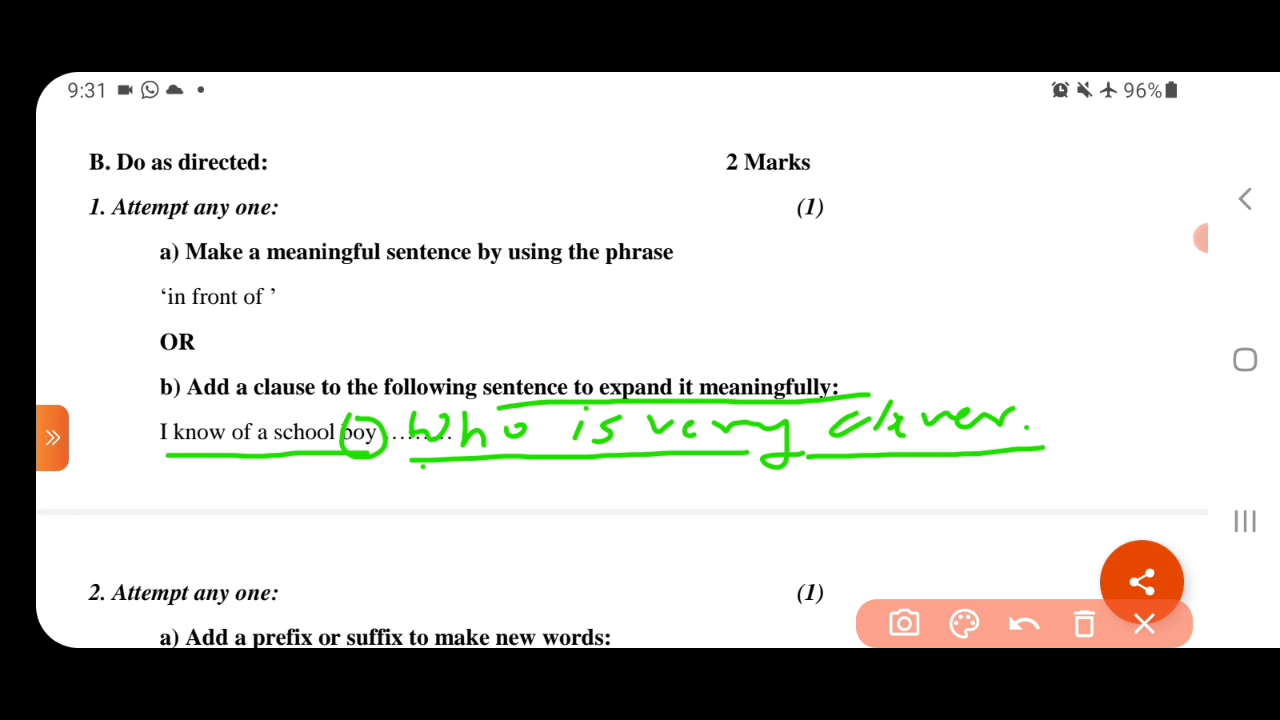 9:31 96%
B. Do as directed: 2 Marks
1. Attempt any one: (1)
a) Make a meaningful sentence by using the phrase
‘in front of ’
OR
b) Add a clause to the following sentence to expand it meaningfully:
I know of a school boy ......... who is very clever.
2. Attempt any one: (1)
a) Add a prefix or suffix to make new words: